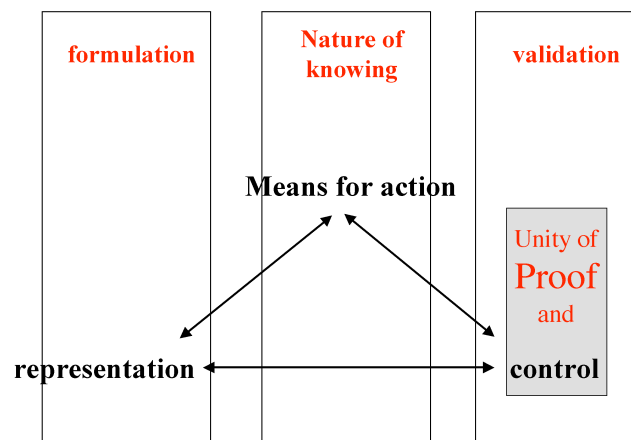 formulation
Nature of
knowing
validation
Means for action
Unity of
Proof
and
representation
control